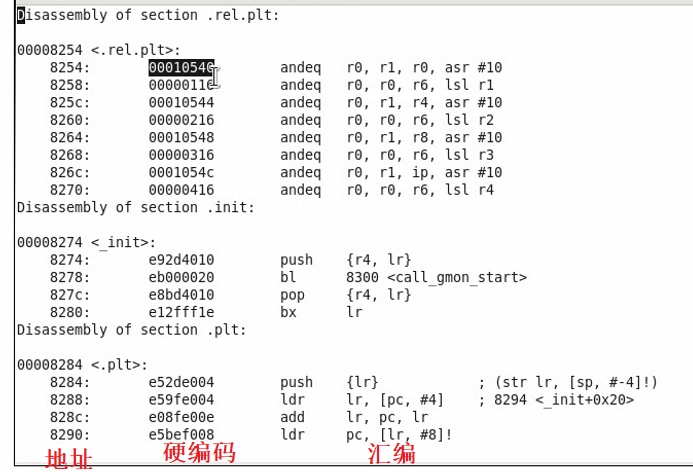 Disassembly of section .rel.plt:
00008254 <.rel.plt>:
8254: 00010540 andeq r0, r1, r0, asr #10
8258: 00000116 andeq r0, r0, r6, lsl r1
825c: 00010544 andeq r0, r1, r4, asr #10
8260: 00000216 andeq r0, r0, r6, lsl r2
8264: 00010548 andeq r0, r1, r8, asr #10
8268: 00000316 andeq r0, r0, r6, lsl r3
826c: 0001054c andeq r0, r1, ip, asr #10
8270: 00000416 andeq r0, r0, r6, lsl r4
Disassembly of section .init:
00008274 <_init>:
8274: e92d4010 push {r4, lr}
8278: eb000020 bl 8300 <call_gmon_start>
827c: e8bd4010 pop {r4, lr}
8280: e12fff1e bx lr
Disassembly of section .plt:
00008284 <.plt>:
8284: e52de004 push {lr} ; (str lr, [sp, #-4]!)
8288: e59fe004 ldr lr, [pc, #4] ; 8294 <_init+0x20>
828c: e08fe00e add lr, pc, lr
8290: e5bef008 ldr pc, [lr, #8]!
地址 硬编码 汇编